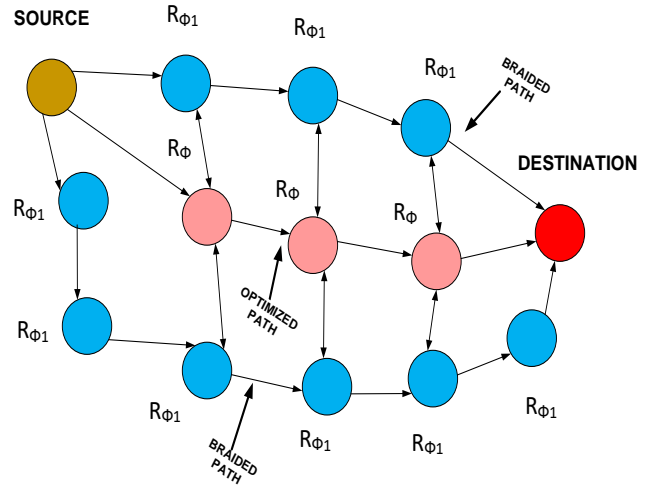 SOURCE
RΦ1
RΦ1
RΦ1
BRAIDED
PATH
RΦ
DESTINATION
RΦ1
RΦ
RΦ
OPTIMIZED
PATH
RΦ1
RΦ1
RΦ1
RΦ1
RΦ1
BRAIDED
PATH